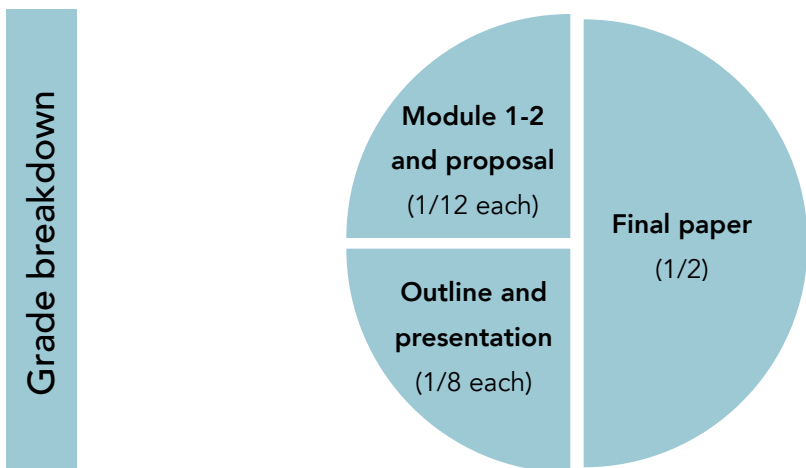 Grade breakdown
Module 1-2
and proposal
(1/12 each)
Outline and
presentation
(1/8 each)
Final paper
(1/2)